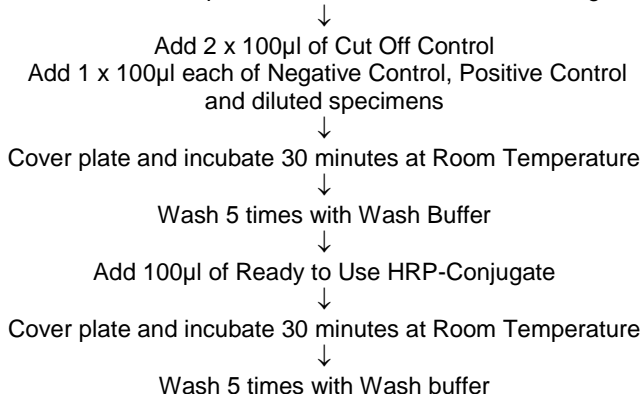 ↓
Add 2 x 100µl of Cut Off Control
Add 1 x 100µl each of Negative Control, Positive Control
and diluted specimens
↓
Cover plate and incubate 30 minutes at Room Temperature
↓
Wash 5 times with Wash Buffer
↓
Add 100µl of Ready to Use HRP-Conjugate
↓
Cover plate and incubate 30 minutes at Room Temperature
↓
Wash 5 times with Wash buffer